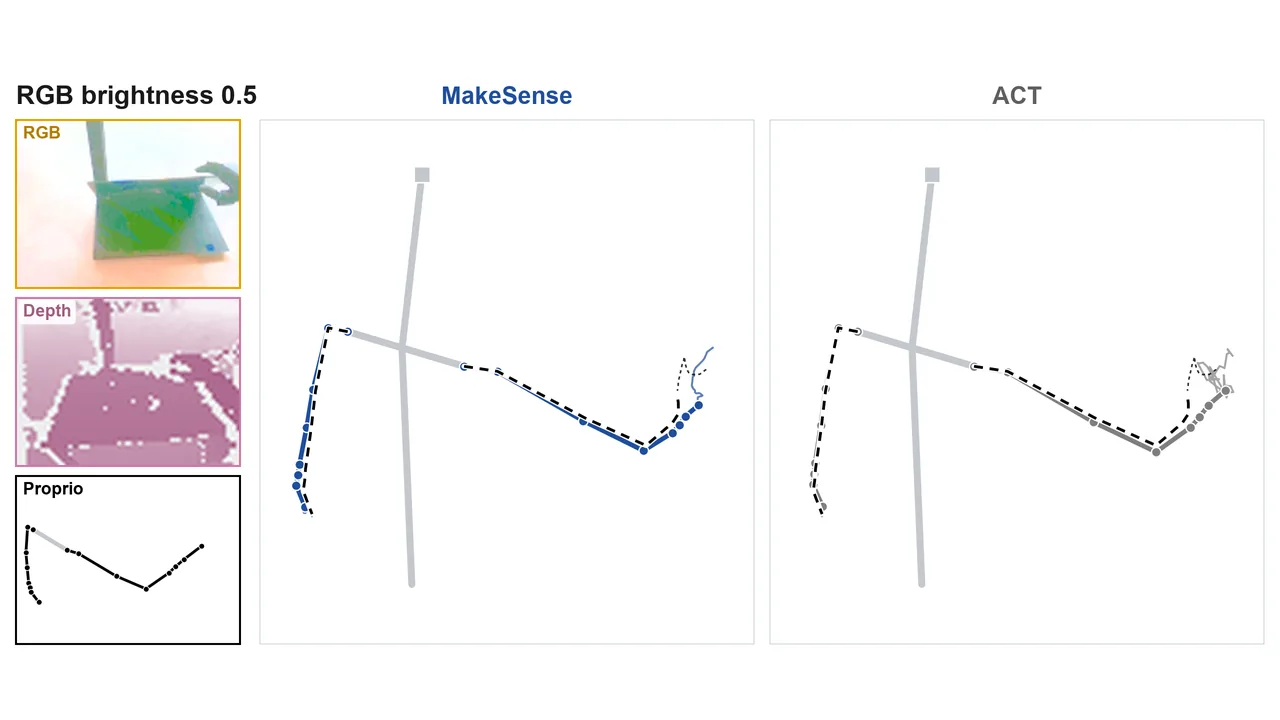 RGB brightness 0.5
MakeSense
ACT
RGB
Depth
Proprio